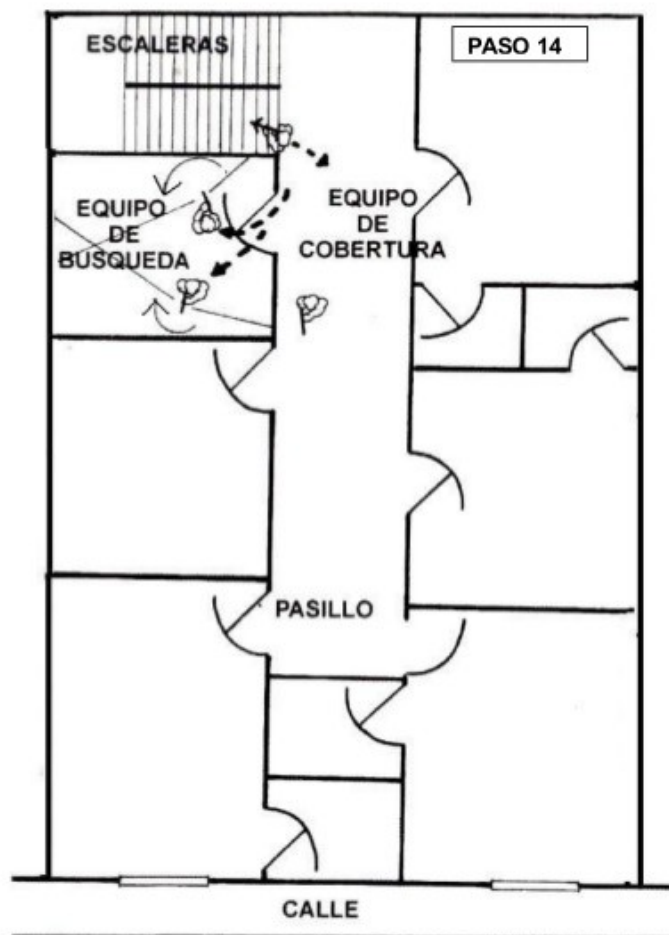 ESCALERAS
PASO 14
EQUIPO
DE
BUSQUEDA
EQUIPO
DE
COBERTURA
PASILLO
CALLE